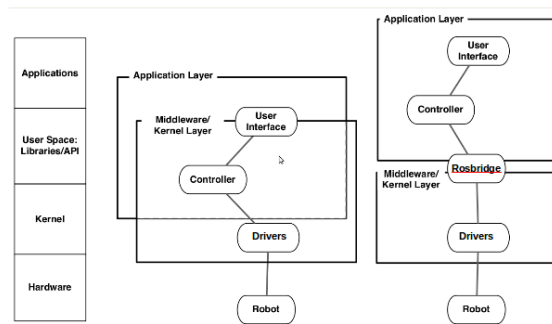 Applications
User Space:
Libraries/API
Kernel
Hardware
Application Layer
Middleware/
Kernel Layer
User
Interface
Controller
Drivers
Robot
Application Layer
User
Interface
Controller
Rosbridge
Middleware/
Kernel Layer
Drivers
Robot